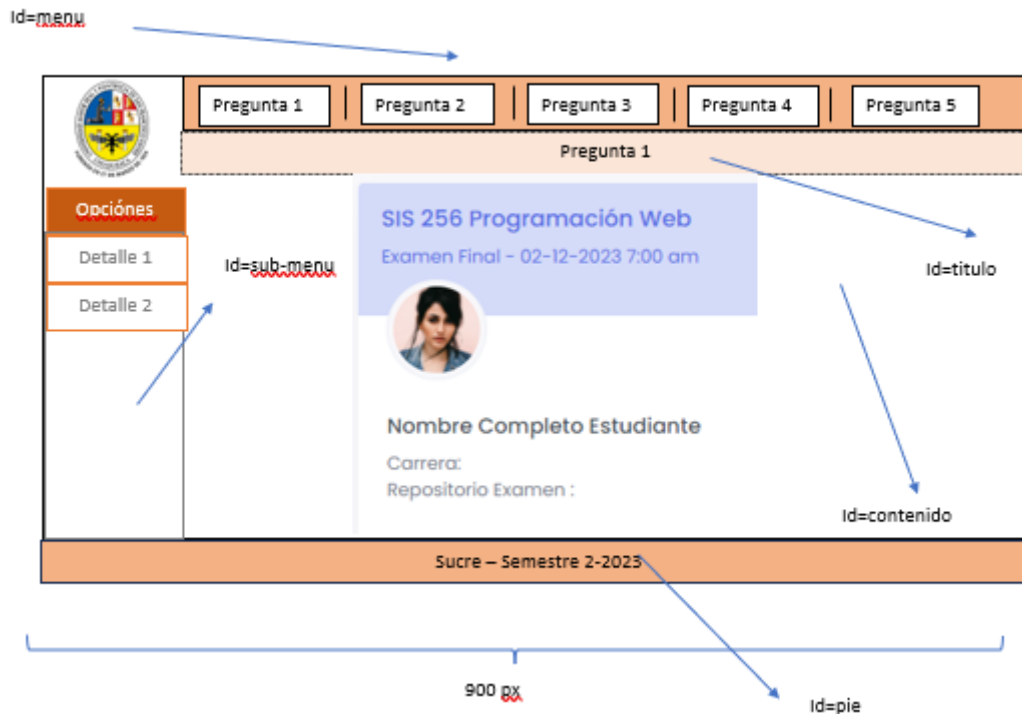 Id=menu
Pregunta 1
Pregunta 2
Pregunta 3
Pregunta 4
Pregunta 5
Pregunta 1
Opciónes
Detalle 1
Detalle 2
Id=sub-menu
SIS 256 Programación Web
Examen Final - 02-12-2023 7:00 am
Id=titulo
Nombre Completo Estudiante
Carrera:
Repositorio Examen :
Id=contenido
Sucre – Semestre 2-2023
900 px
Id=pie